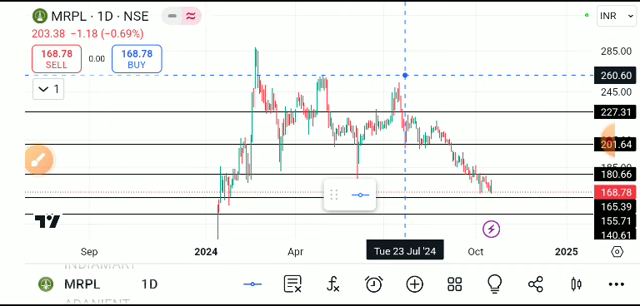 MRPL · 1D · NSE
INR
203.38 −1.18 (−0.69%)
168.78 SELL
0.00
168.78 BUY
1
285.00
260.60
245.00
227.31
201.64
185.00
180.66
168.78
165.39
155.71
140.61
Sep
2024
Apr
Tue 23 Jul '24
Oct
2025
INDIAMART
MRPL 1D
ADANIENT